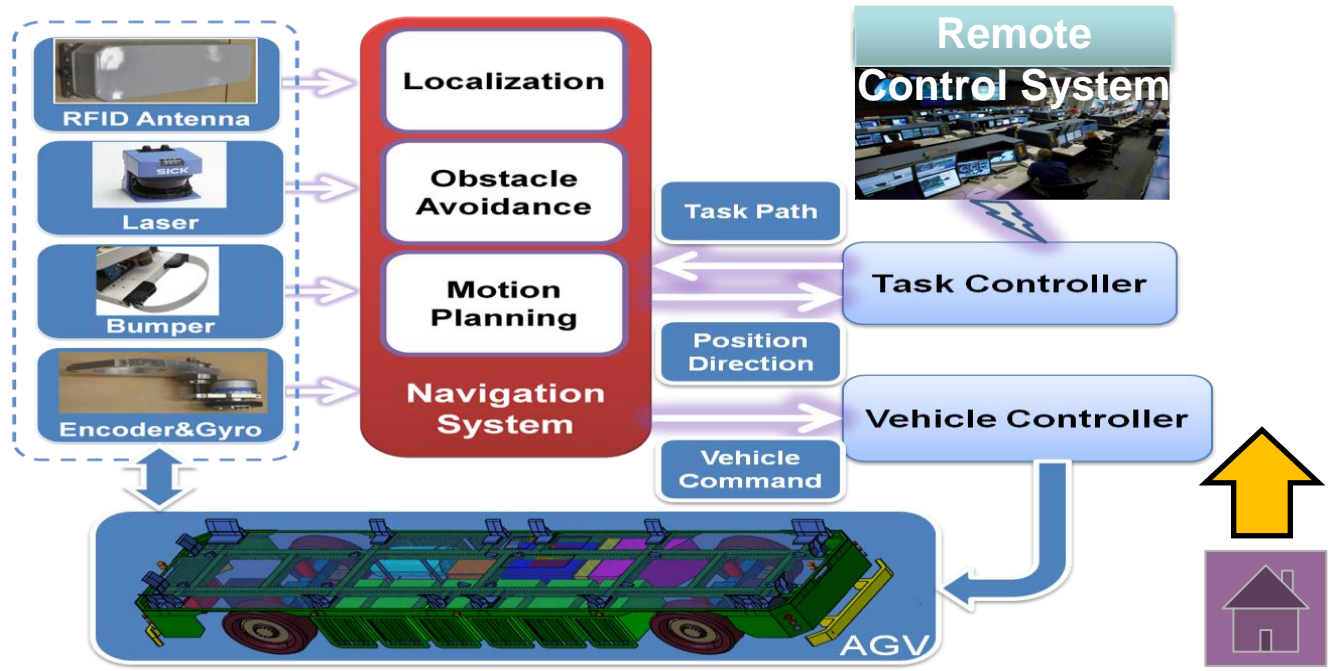 Remote
Control System
RFID Antenna
SICK
Laser
Bumper
Encoder&Gyro
Localization
Obstacle
Avoidance
Motion
Planning
Navigation
System
Task Path
Position
Direction
Vehicle
Command
Task Controller
Vehicle Controller
AGV